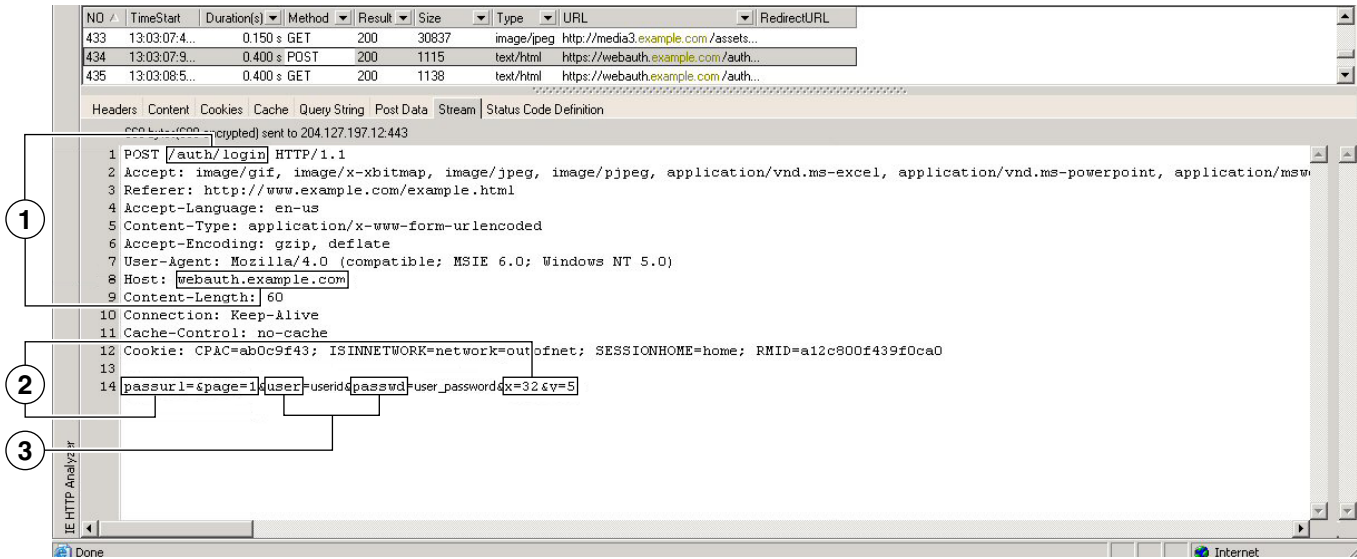 NO TimeStart Duration(s) Method Result Size Type URL RedirectURL
433 13:03:07:4... 0.150 s GET 200 30837 image/jpeg http://media3.example.com/assets...
434 13:03:07:9... 0.400 s POST 200 1115 text/html https://webauth.example.com/auth...
435 13:03:08:5... 0.400 s GET 200 1138 text/html https://webauth.example.com/auth...
Headers Content Cookies Cache Query String Post Data Stream Status Code Definition
encrypted) sent to 204.127.197.12:443
1 POST /auth/login HTTP/1.1
2 Accept: image/gif, image/x-xbitmap, image/jpeg, image/pjpeg, application/vnd.ms-excel, application/vnd.ms-powerpoint, application/msw
3 Referer: http://www.example.com/example.html
4 Accept-Language: en-us
5 Content-Type: application/x-www-form-urlencoded
6 Accept-Encoding: gzip, deflate
7 User-Agent: Mozilla/4.0 (compatible; MSIE 6.0; Windows NT 5.0)
8 Host: webauth.example.com
9 Content-Length: 60
10 Connection: Keep-Alive
11 Cache-Control: no-cache
12 Cookie: CPAC=ab0c9f43; ISINNETWORK=network=outofnet; SESSIONHOME=home; RMID=a12c800f439f0ca0
13
14 passurl=&page=1&user=userid&passwd=user_password&x=32&y=5
1
2
3
IE HTTP Analyzer
Done
Internet